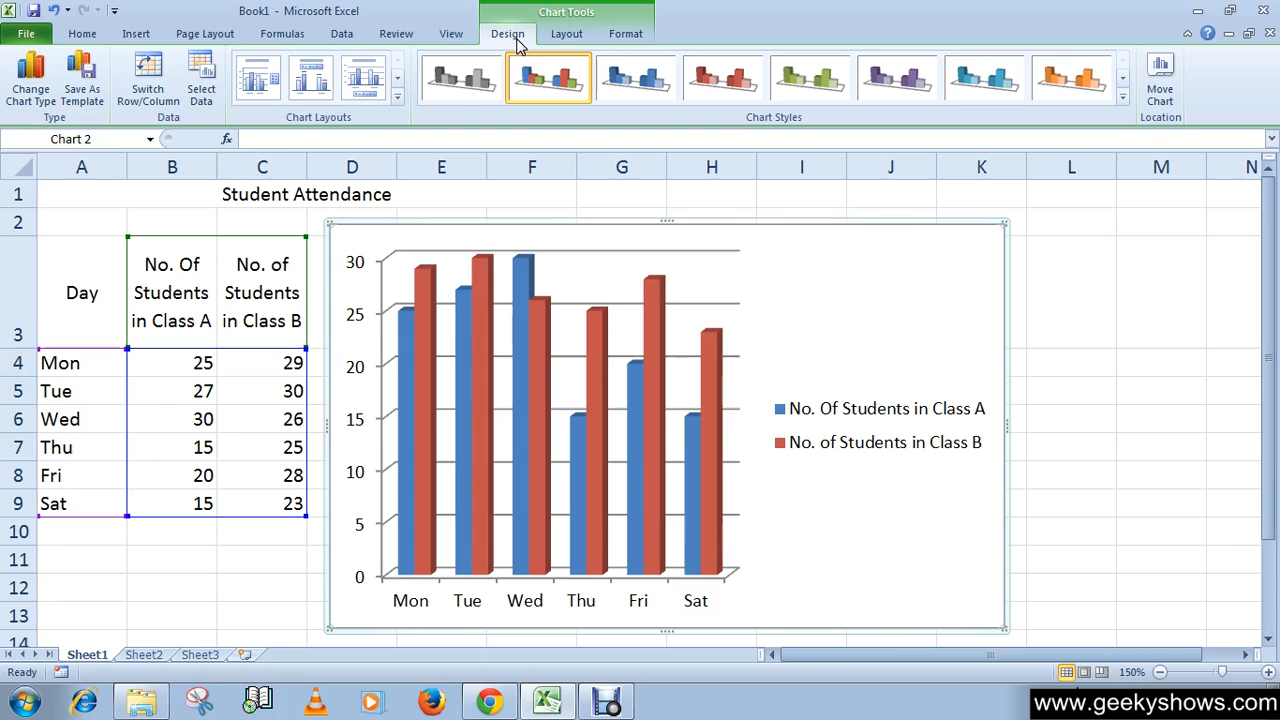 Book1 - Microsoft Excel
Chart Tools
File Home Insert Page Layout Formulas Data Review View Design Layout Format
Change Chart Type
Save As Template
Switch Row/Column
Select Data
Move Chart
Type Data Chart Layouts Chart Styles Location
Chart 2 fx
A B C D E F G H I J K L M N
1 Student Attendance
2
3 Day No. Of Students in Class A No. of Students in Class B
4 Mon 25 29
5 Tue 27 30
6 Wed 30 26
7 Thu 15 25
8 Fri 20 28
9 Sat 15 23
10
11
12
13
14
30
25
20
15
10
5
0
Mon Tue Wed Thu Fri Sat
No. Of Students in Class A
No. of Students in Class B
Sheet1 Sheet2 Sheet3
Ready 150%
www.geekyshows.com